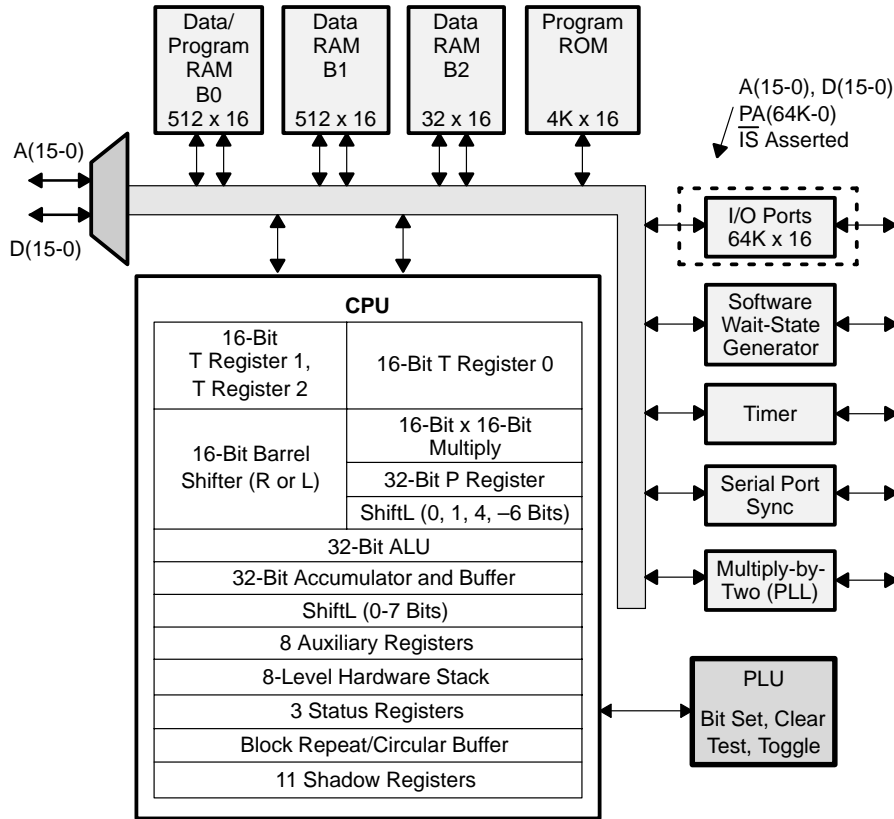 Data/
Program
RAM
B0
512 x 16
Data
RAM
B1
512 x 16
Data
RAM
B2
32 x 16
Program
ROM
4K x 16
A(15-0), D(15-0)
PA(64K-0)
IS Asserted
A(15-0)
D(15-0)
I/O Ports
64K x 16
Software
Wait-State
Generator
Timer
Serial Port
Sync
Multiply-by-
Two (PLL)
CPU
16-Bit
T Register 1,
T Register 2
16-Bit T Register 0
16-Bit Barrel
Shifter (R or L)
16-Bit x 16-Bit
Multiply
32-Bit P Register
ShiftL (0, 1, 4, –6 Bits)
32-Bit ALU
32-Bit Accumulator and Buffer
ShiftL (0-7 Bits)
8 Auxiliary Registers
8-Level Hardware Stack
3 Status Registers
Block Repeat/Circular Buffer
11 Shadow Registers
PLU
Bit Set, Clear
Test, Toggle